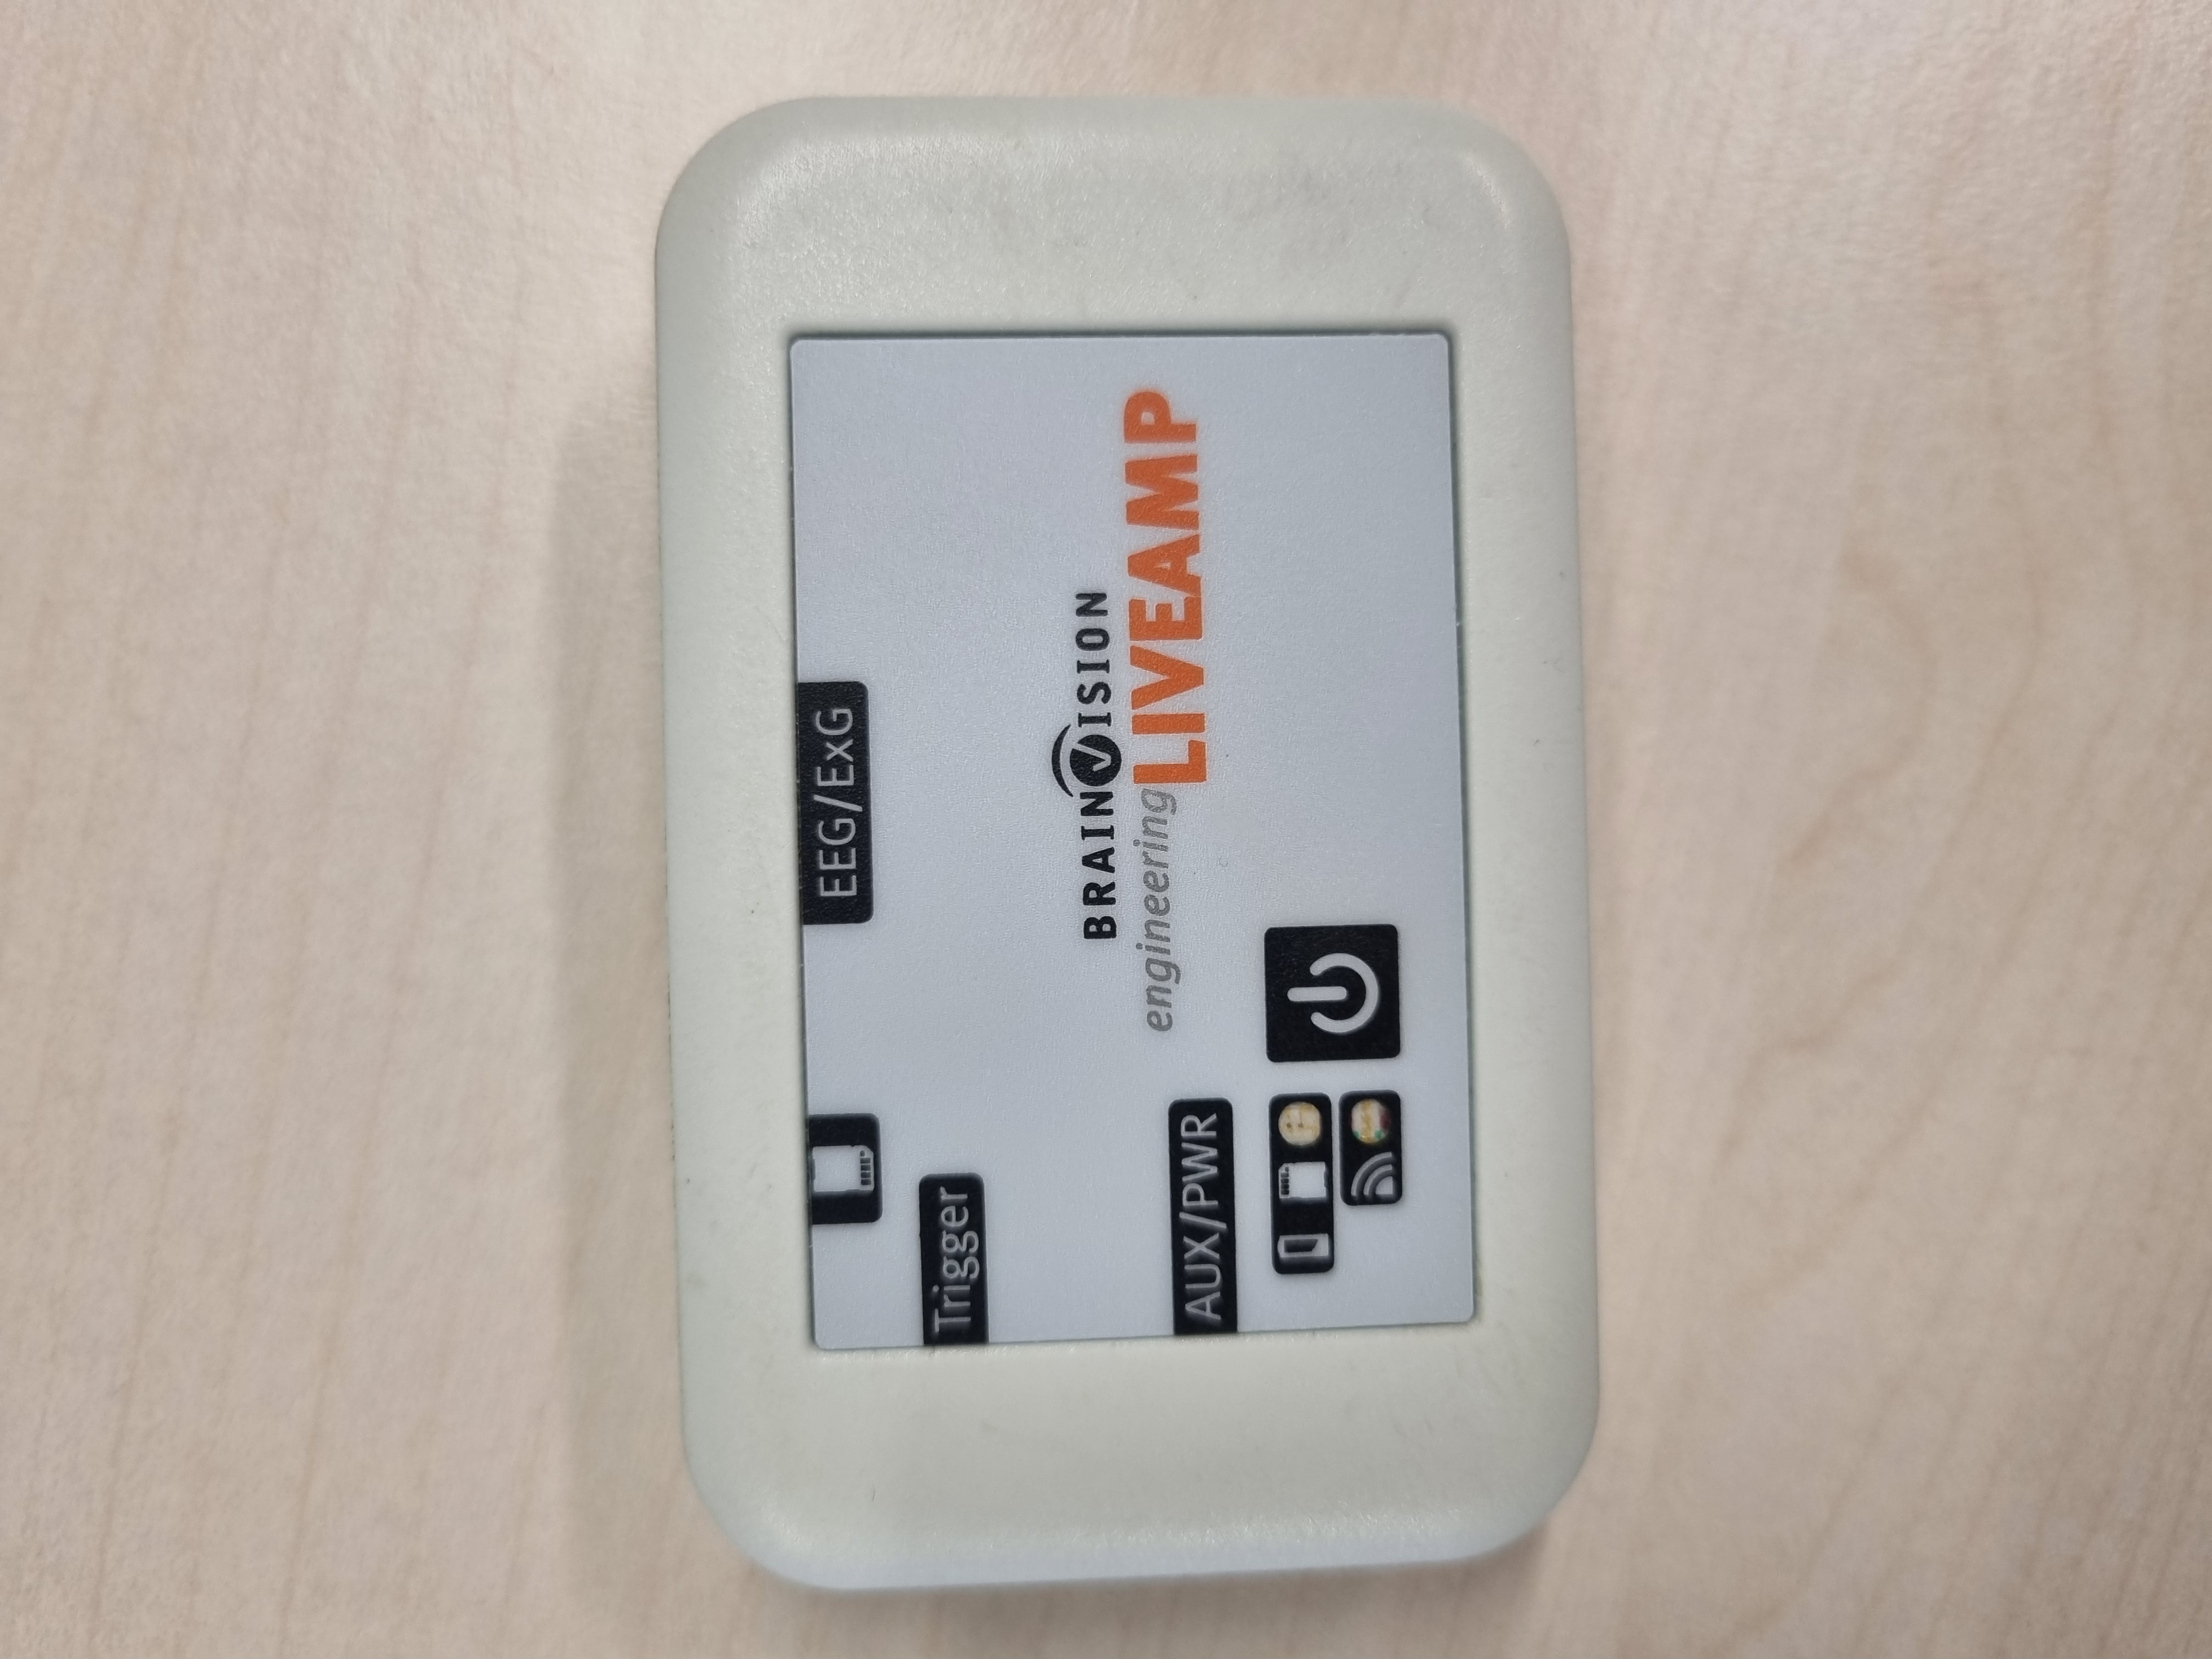 EEG/ExG
Trigger
BRAINVISION
engineering LIVEAMP
AUX/PWR